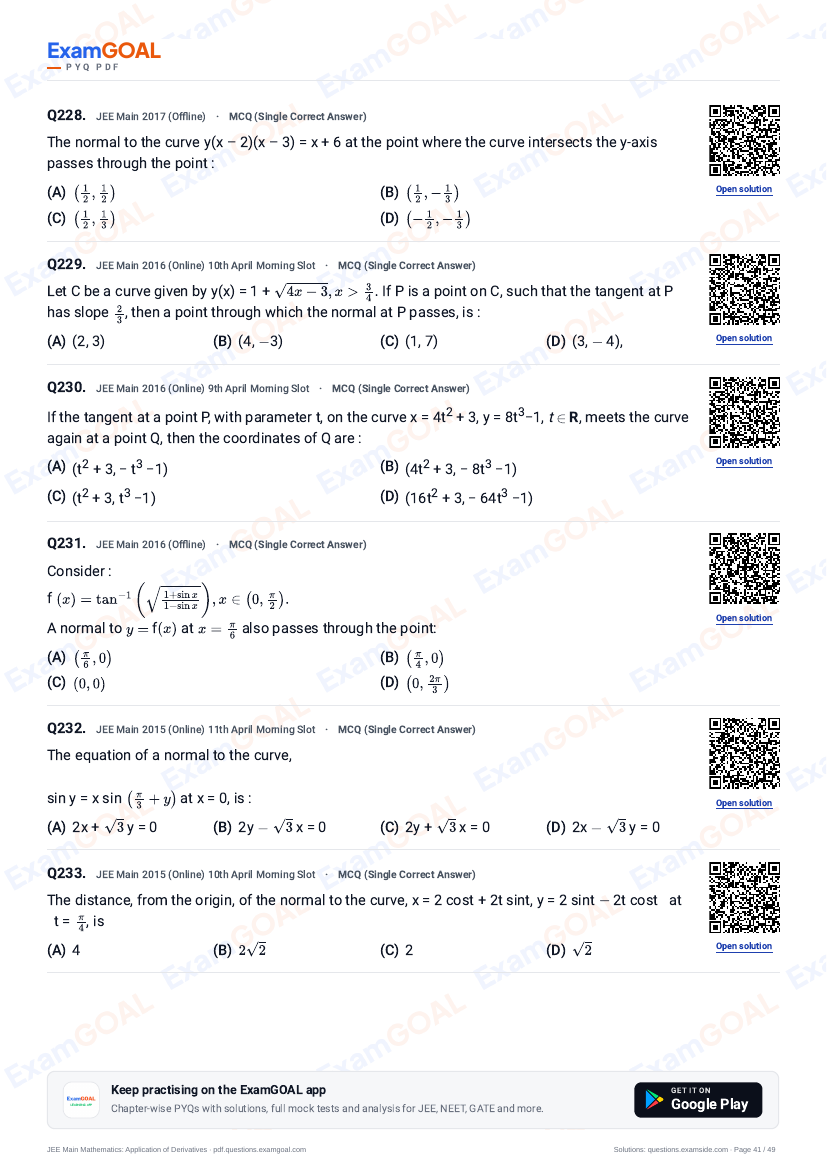 ExamGOAL
PYQ PDF
Q228. JEE Main 2017 (Offline) · MCQ (Single Correct Answer)
The normal to the curve y(x − 2)(x − 3) = x + 6 at the point where the curve intersects the y-axis
passes through the point :
(A) (1/2, 1/2) (B) (1/2, −1/3)
(C) (1/2, 1/3) (D) (−1/2, −1/3)
Open solution
Q229. JEE Main 2016 (Online) 10th April Morning Slot · MCQ (Single Correct Answer)
Let C be a curve given by y(x) = 1 + √(4x − 3), x > 3/4. If P is a point on C, such that the tangent at P
has slope 2/3, then a point through which the normal at P passes, is :
(A) (2, 3) (B) (4, −3) (C) (1, 7) (D) (3, − 4),
Open solution
Q230. JEE Main 2016 (Online) 9th April Morning Slot · MCQ (Single Correct Answer)
If the tangent at a point P, with parameter t, on the curve x = 4t² + 3, y = 8t³−1, t ∈ R, meets the curve
again at a point Q, then the coordinates of Q are :
(A) (t² + 3, − t³ −1) (B) (4t² + 3, − 8t³ −1)
(C) (t² + 3, t³ −1) (D) (16t² + 3, − 64t³ −1)
Open solution
Q231. JEE Main 2016 (Offline) · MCQ (Single Correct Answer)
Consider :
f (x) = tan⁻¹ (√((1+sin x)/(1−sin x))), x ∈ (0, π/2).
A normal to y = f(x) at x = π/6 also passes through the point:
(A) (π/6, 0) (B) (π/4, 0)
(C) (0, 0) (D) (0, 2π/3)
Open solution
Q232. JEE Main 2015 (Online) 11th April Morning Slot · MCQ (Single Correct Answer)
The equation of a normal to the curve,
sin y = x sin (π/3 + y) at x = 0, is :
(A) 2x + √3 y = 0 (B) 2y − √3 x = 0 (C) 2y + √3 x = 0 (D) 2x − √3 y = 0
Open solution
Q233. JEE Main 2015 (Online) 10th April Morning Slot · MCQ (Single Correct Answer)
The distance, from the origin, of the normal to the curve, x = 2 cost + 2t sint, y = 2 sint − 2t cost at
t = π/4, is
(A) 4 (B) 2√2 (C) 2 (D) √2
Open solution
ExamGOAL
Keep practising on the ExamGOAL app
Chapter-wise PYQs with solutions, full mock tests and analysis for JEE, NEET, GATE and more.
GET IT ON
Google Play
JEE Main Mathematics: Application of Derivatives · pdf.questions.examgoal.com
Solutions: questions.examside.com · Page 41 / 49